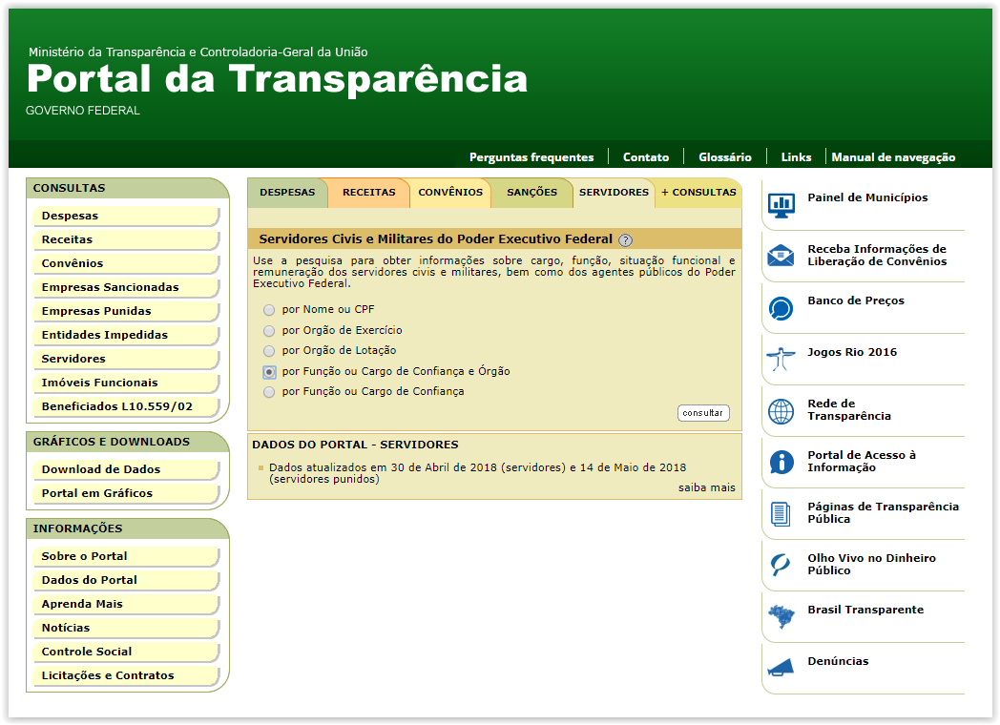 Ministério da Transparência e Controladoria-Geral da União
Portal da Transparência
GOVERNO FEDERAL
Perguntas frequentes
Contato
Glossário
Links
Manual de navegação
CONSULTAS
Despesas
Receitas
Convênios
Empresas Sancionadas
Empresas Punidas
Entidades Impedidas
Servidores
Imóveis Funcionais
Beneficiados L10.559/02
GRÁFICOS E DOWNLOADS
Download de Dados
Portal em Gráficos
INFORMAÇÕES
Sobre o Portal
Dados do Portal
Aprenda Mais
Notícias
Controle Social
Licitações e Contratos
DESPESAS
RECEITAS
CONVÊNIOS
SANÇÕES
SERVIDORES
+ CONSULTAS
Servidores Civis e Militares do Poder Executivo Federal ?
Use a pesquisa para obter informações sobre cargo, função, situação funcional e
remuneração dos servidores civis e militares, bem como dos agentes públicos do Poder
Executivo Federal.
por Nome ou CPF
por Orgão de Exercício
por Orgão de Lotação
por Função ou Cargo de Confiança e Órgão
por Função ou Cargo de Confiança
consultar
DADOS DO PORTAL - SERVIDORES
Dados atualizados em 30 de Abril de 2018 (servidores) e 14 de Maio de 2018
(servidores punidos)
saiba mais
Painel de Municípios
Receba Informações de
Liberação de Convênios
Banco de Preços
Jogos Rio 2016
Rede de
Transparência
Portal de Acesso à
Informação
Páginas de Transparência
Pública
Olho Vivo no Dinheiro
Público
Brasil Transparente
Denúncias